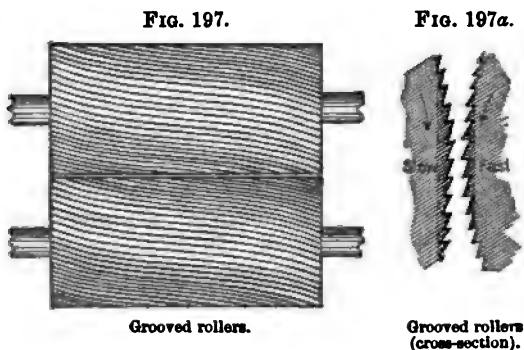 FIG. 197.
FIG. 197a.
Slow
Fast
Grooved rollers.
Grooved rollers
(cross-section).